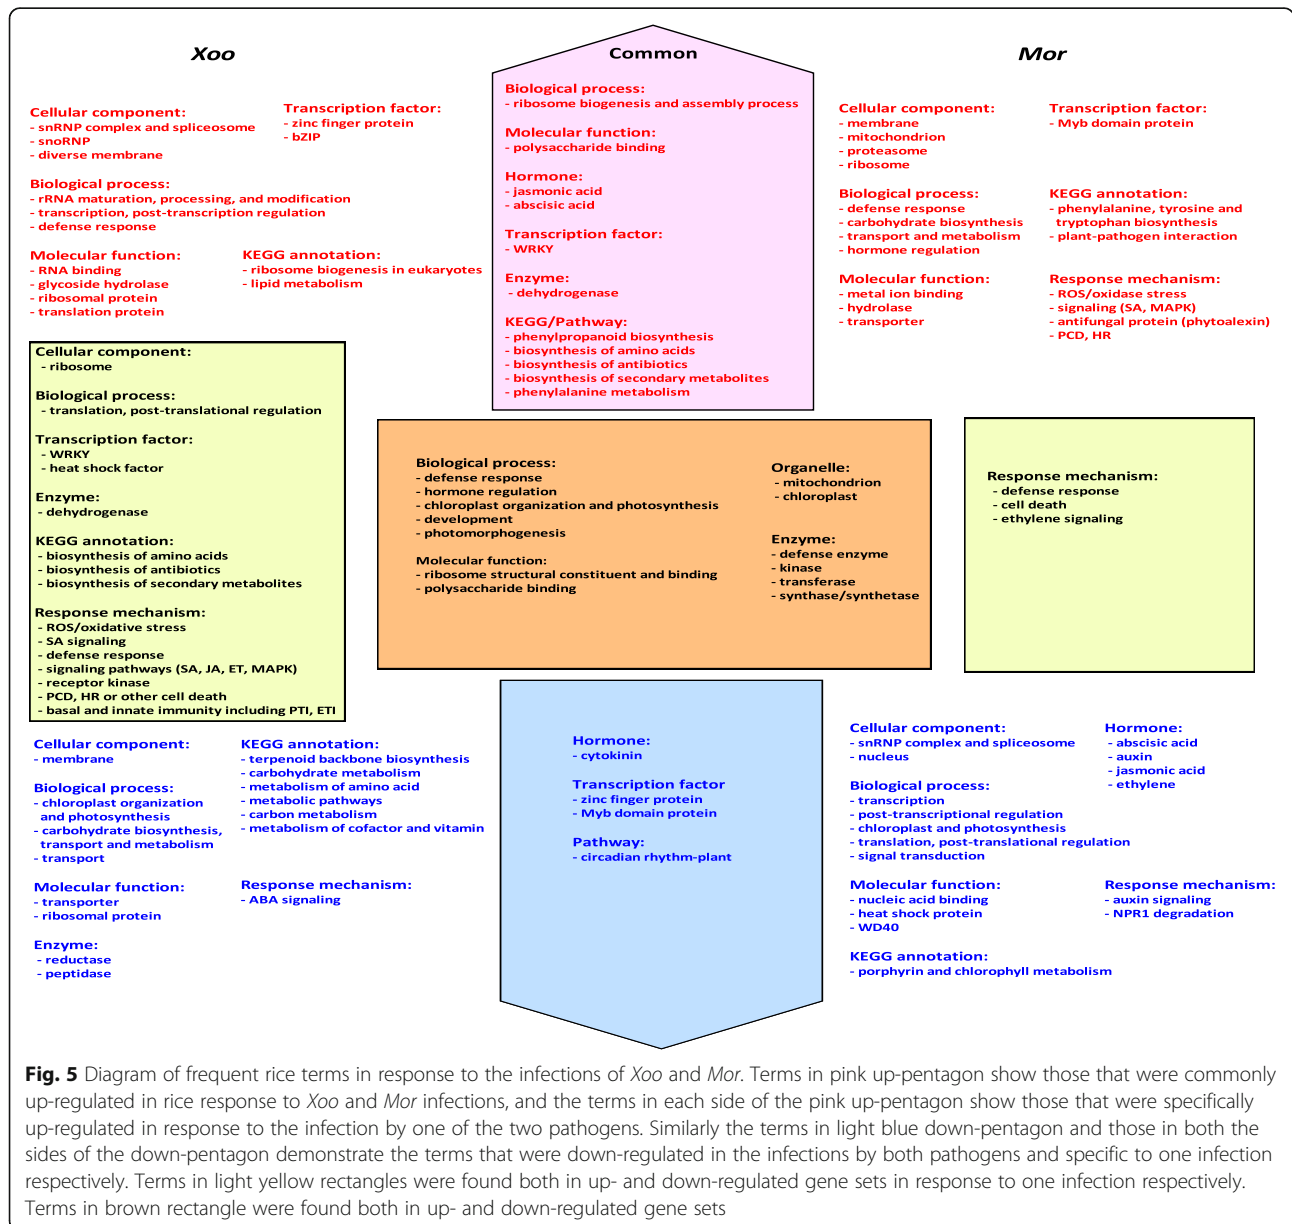 Xoo
Common
Mor
Cellular component:
- snRNP complex and spliceosome
- snoRNP
- diverse membrane
Transcription factor:
- zinc finger protein
- bZIP
Biological process:
- rRNA maturation, processing, and modification
- transcription, post-transcription regulation
- defense response
Molecular function:
- RNA binding
- glycoside hydrolase
- ribosomal protein
- translation protein
KEGG annotation:
- ribosome biogenesis in eukaryotes
- lipid metabolism
Biological process:
- ribosome biogenesis and assembly process
Molecular function:
- polysaccharide binding
Hormone:
- jasmonic acid
- abscisic acid
Transcription factor:
- WRKY
Enzyme:
- dehydrogenase
KEGG/Pathway:
- phenylpropanoid biosynthesis
- biosynthesis of amino acids
- biosynthesis of antibiotics
- biosynthesis of secondary metabolites
- phenylalanine metabolism
Cellular component:
- membrane
- mitochondrion
- proteasome
- ribosome
Transcription factor:
- Myb domain protein
Biological process:
- defense response
- carbohydrate biosynthesis
- transport and metabolism
- hormone regulation
KEGG annotation:
- phenylalanine, tyrosine and
tryptophan biosynthesis
- plant-pathogen interaction
Molecular function:
- metal ion binding
- hydrolase
- transporter
Response mechanism:
- ROS/oxidase stress
- signaling (SA, MAPK)
- antifungal protein (phytoalexin)
- PCD, HR
Cellular component:
- ribosome
Biological process:
- translation, post-translational regulation
Transcription factor:
- WRKY
- heat shock factor
Enzyme:
- dehydrogenase
KEGG annotation:
- biosynthesis of amino acids
- biosynthesis of antibiotics
- biosynthesis of secondary metabolites
Response mechanism:
- ROS/oxidative stress
- SA signaling
- defense response
- signaling pathways (SA, JA, ET, MAPK)
- receptor kinase
- PCD, HR or other cell death
- basal and innate immunity including PTI, ETI
Biological process:
- defense response
- hormone regulation
- chloroplast organization and photosynthesis
- development
- photomorphogenesis
Molecular function:
- ribosome structural constituent and binding
- polysaccharide binding
Organelle:
- mitochondrion
- chloroplast
Enzyme:
- defense enzyme
- kinase
- transferase
- synthase/synthetase
Response mechanism:
- defense response
- cell death
- ethylene signaling
Cellular component:
- membrane
Biological process:
- chloroplast organization
and photosynthesis
- carbohydrate biosynthesis,
transport and metabolism
- transport
Molecular function:
- transporter
- ribosomal protein
Enzyme:
- reductase
- peptidase
KEGG annotation:
- terpenoid backbone biosynthesis
- carbohydrate metabolism
- metabolism of amino acid
- metabolic pathways
- carbon metabolism
- metabolism of cofactor and vitamin
Response mechanism:
- ABA signaling
Hormone:
- cytokinin
Transcription factor
- zinc finger protein
- Myb domain protein
Pathway:
- circadian rhythm-plant
Cellular component:
- snRNP complex and spliceosome
- nucleus
Biological process:
- transcription
- post-transcriptional regulation
- chloroplast and photosynthesis
- translation, post-translational regulation
- signal transduction
Molecular function:
- nucleic acid binding
- heat shock protein
- WD40
KEGG annotation:
- porphyrin and chlorophyll metabolism
Hormone:
- abscisic acid
- auxin
- jasmonic acid
- ethylene
Response mechanism:
- auxin signaling
- NPR1 degradation
Fig. 5 Diagram of frequent rice terms in response to the infections of Xoo and Mor. Terms in pink up-pentagon show those that were commonly
up-regulated in rice response to Xoo and Mor infections, and the terms in each side of the pink up-pentagon show those that were specifically
up-regulated in response to the infection by one of the two pathogens. Similarly the terms in light blue down-pentagon and those in both the
sides of the down-pentagon demonstrate the terms that were down-regulated in the infections by both pathogens and specific to one infection
respectively. Terms in light yellow rectangles were found both in up- and down-regulated gene sets in response to one infection respectively.
Terms in brown rectangle were found both in up- and down-regulated gene sets